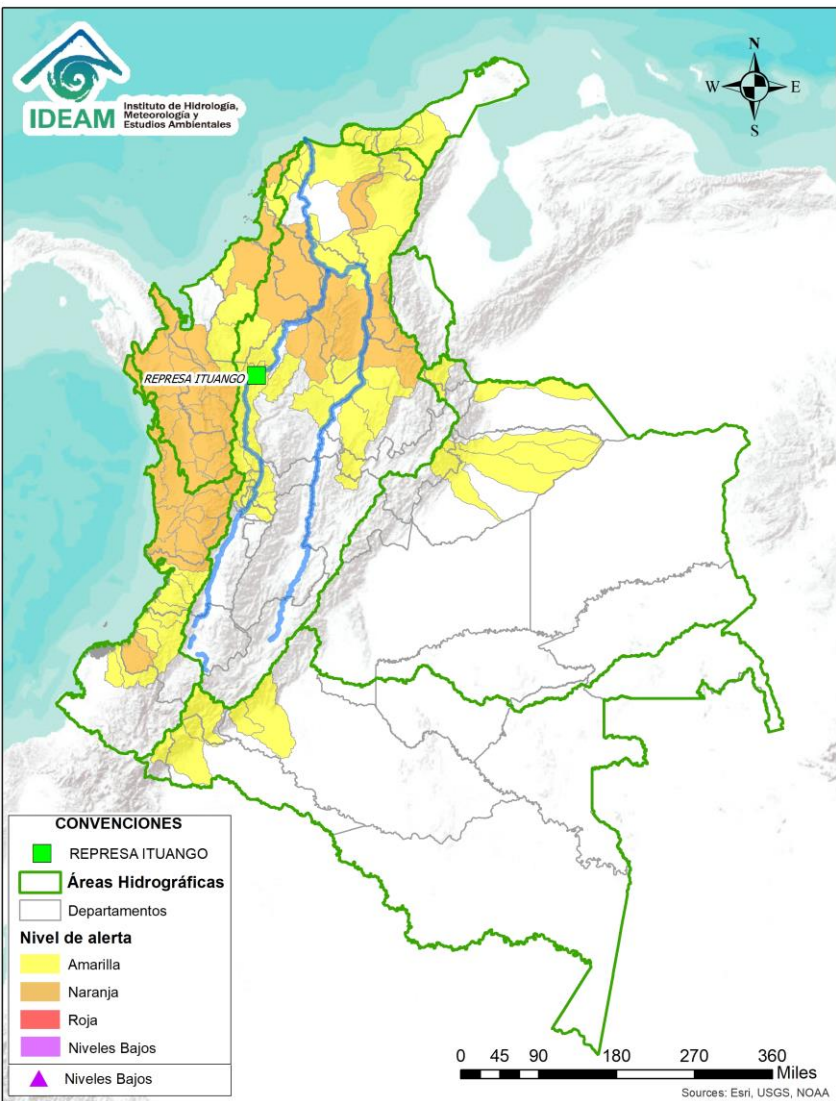 IDEAM
Instituto de Hidrología,
Meteorología y
Estudios Ambientales
N
W
E
S
REPRESA ITUANGO
CONVENCIONES
REPRESA ITUANGO
Áreas Hidrográficas
Departamentos
Nivel de alerta
Amarilla
Naranja
Roja
Niveles Bajos
Niveles Bajos
0 45 90 180 270 360
Miles
Sources: Esri, USGS, NOAA